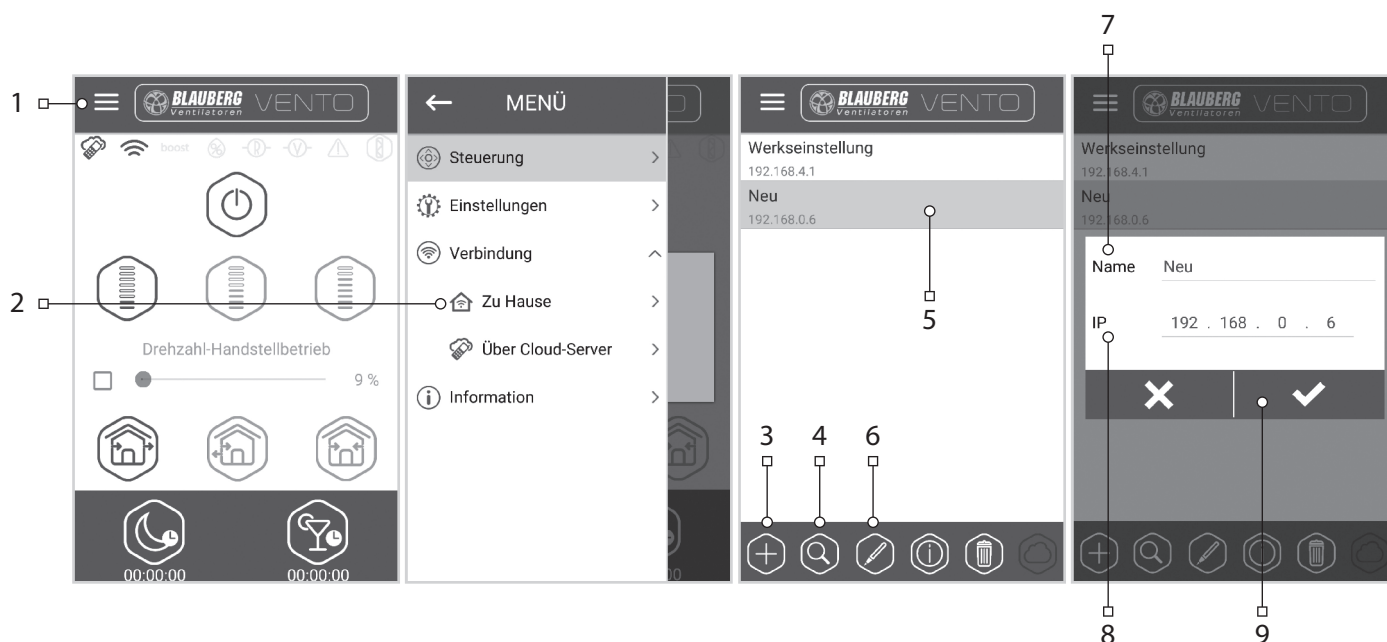 7
1
BLAUBERG VENTO
Ventilatoren
boost
Drehzahl-Handstellbetrieb
9 %
00:00:00
00:00:00
MENÜ
Steuerung
Einstellungen
Verbindung
2
Zu Hause
Über Cloud-Server
Information
BLAUBERG VENTO
Ventilatoren
Werkseinstellung
192.168.4.1
Neu
192.168.0.6
5
3
4
6
BLAUBERG VENTO
Ventilatoren
Werkseinstellung
192.168.4.1
Neu
192.168.0.6
Name Neu
IP 192 . 168 . 0 . 6
8
9